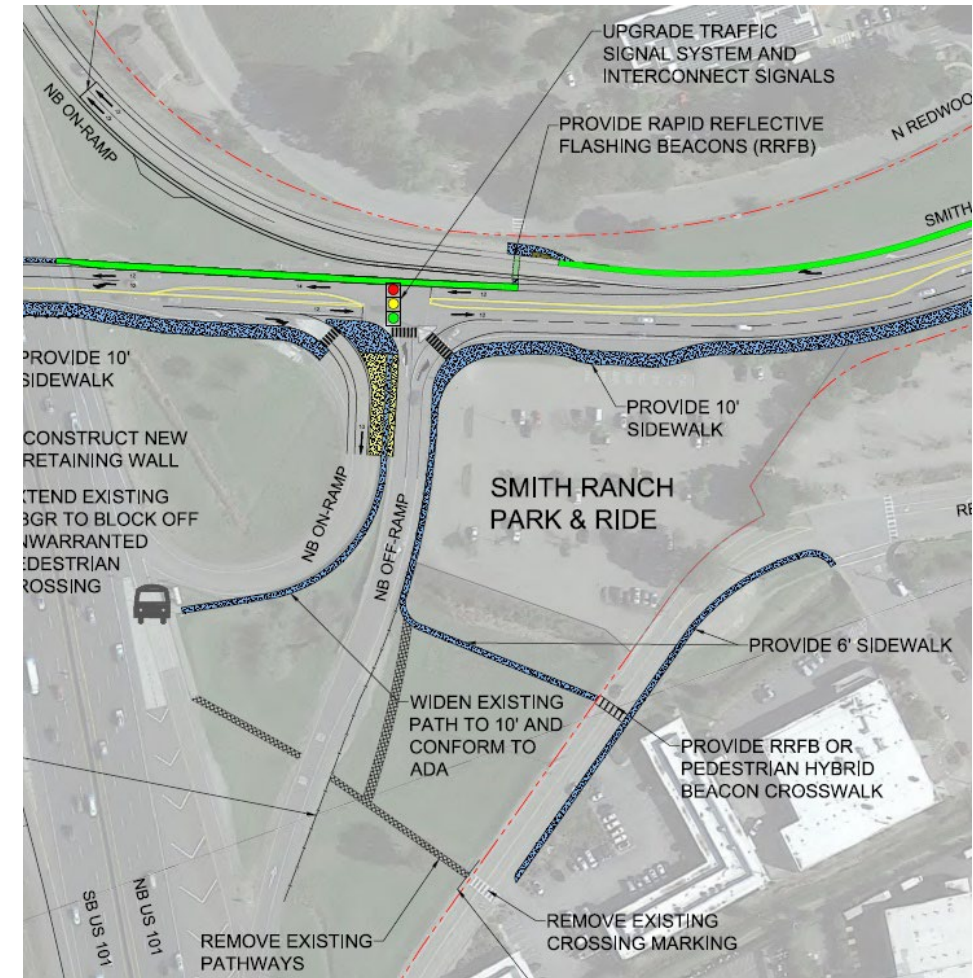 UPGRADE TRAFFIC
SIGNAL SYSTEM AND
INTERCONNECT SIGNALS
NB ON-RAMP
PROVIDE RAPID REFLECTIVE
FLASHING BEACONS (RRFB)
N REDWOO
SMITH
PROVIDE 10'
SIDEWALK
CONSTRUCT NEW
RETAINING WALL
XTEND EXISTING
BGR TO BLOCK OFF
NWARRANTED
EDESTRIAN
ROSSING
NB ON-RAMP
NB OFF-RAMP
PROVIDE 10'
SIDEWALK
SMITH RANCH
PARK & RIDE
RE
PROVIDE 6' SIDEWALK
WIDEN EXISTING
PATH TO 10' AND
CONFORM TO
ADA
PROVIDE RRFB OR
PEDESTRIAN HYBRID
BEACON CROSSWALK
SB US 101
NB US 101
REMOVE EXISTING
PATHWAYS
REMOVE EXISTING
CROSSING MARKING